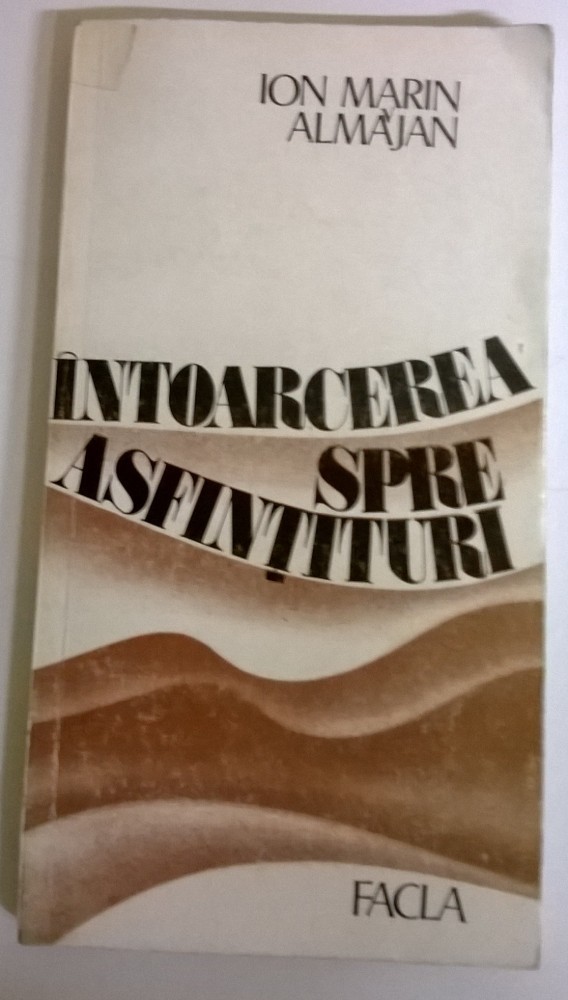 ION MARIN
ALMĂJAN
ÎNTOARCEREA
SPRE
ASFINȚITURI
FACLA